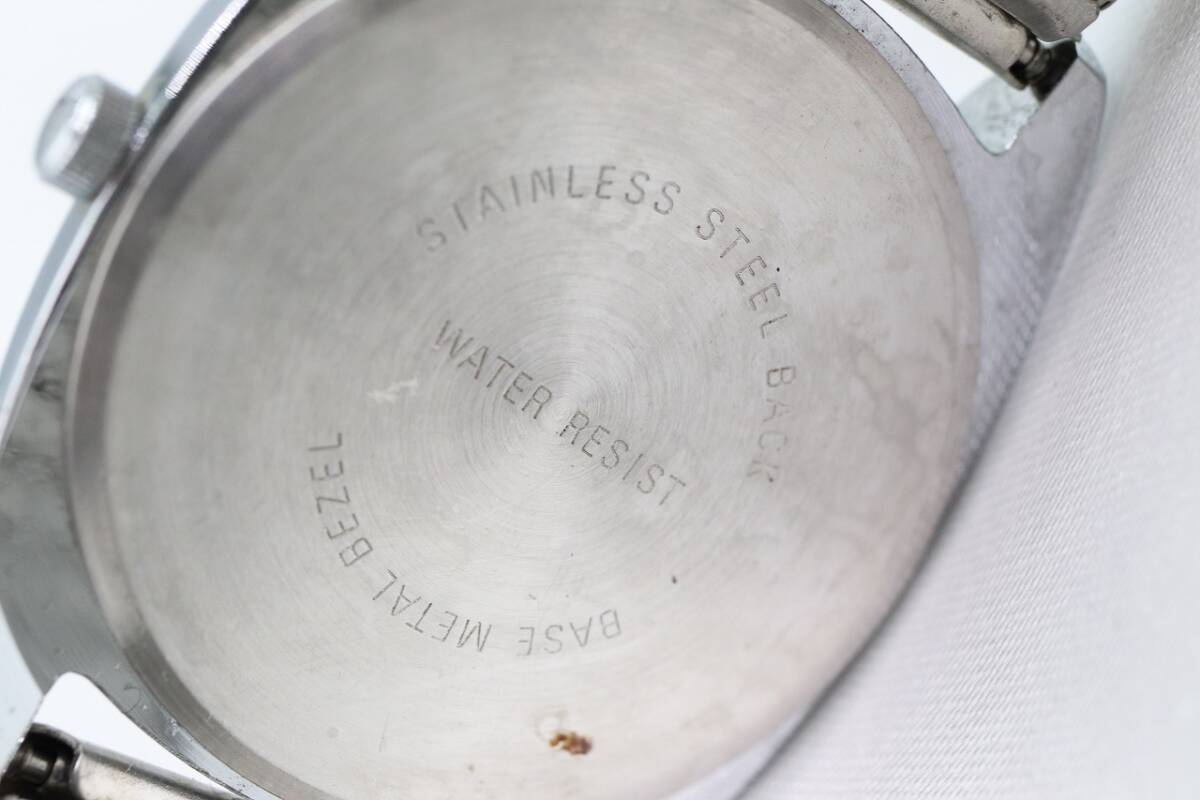 STAINLESS STEEL BACK
WATER RESIST
BASE METAL BEZEL